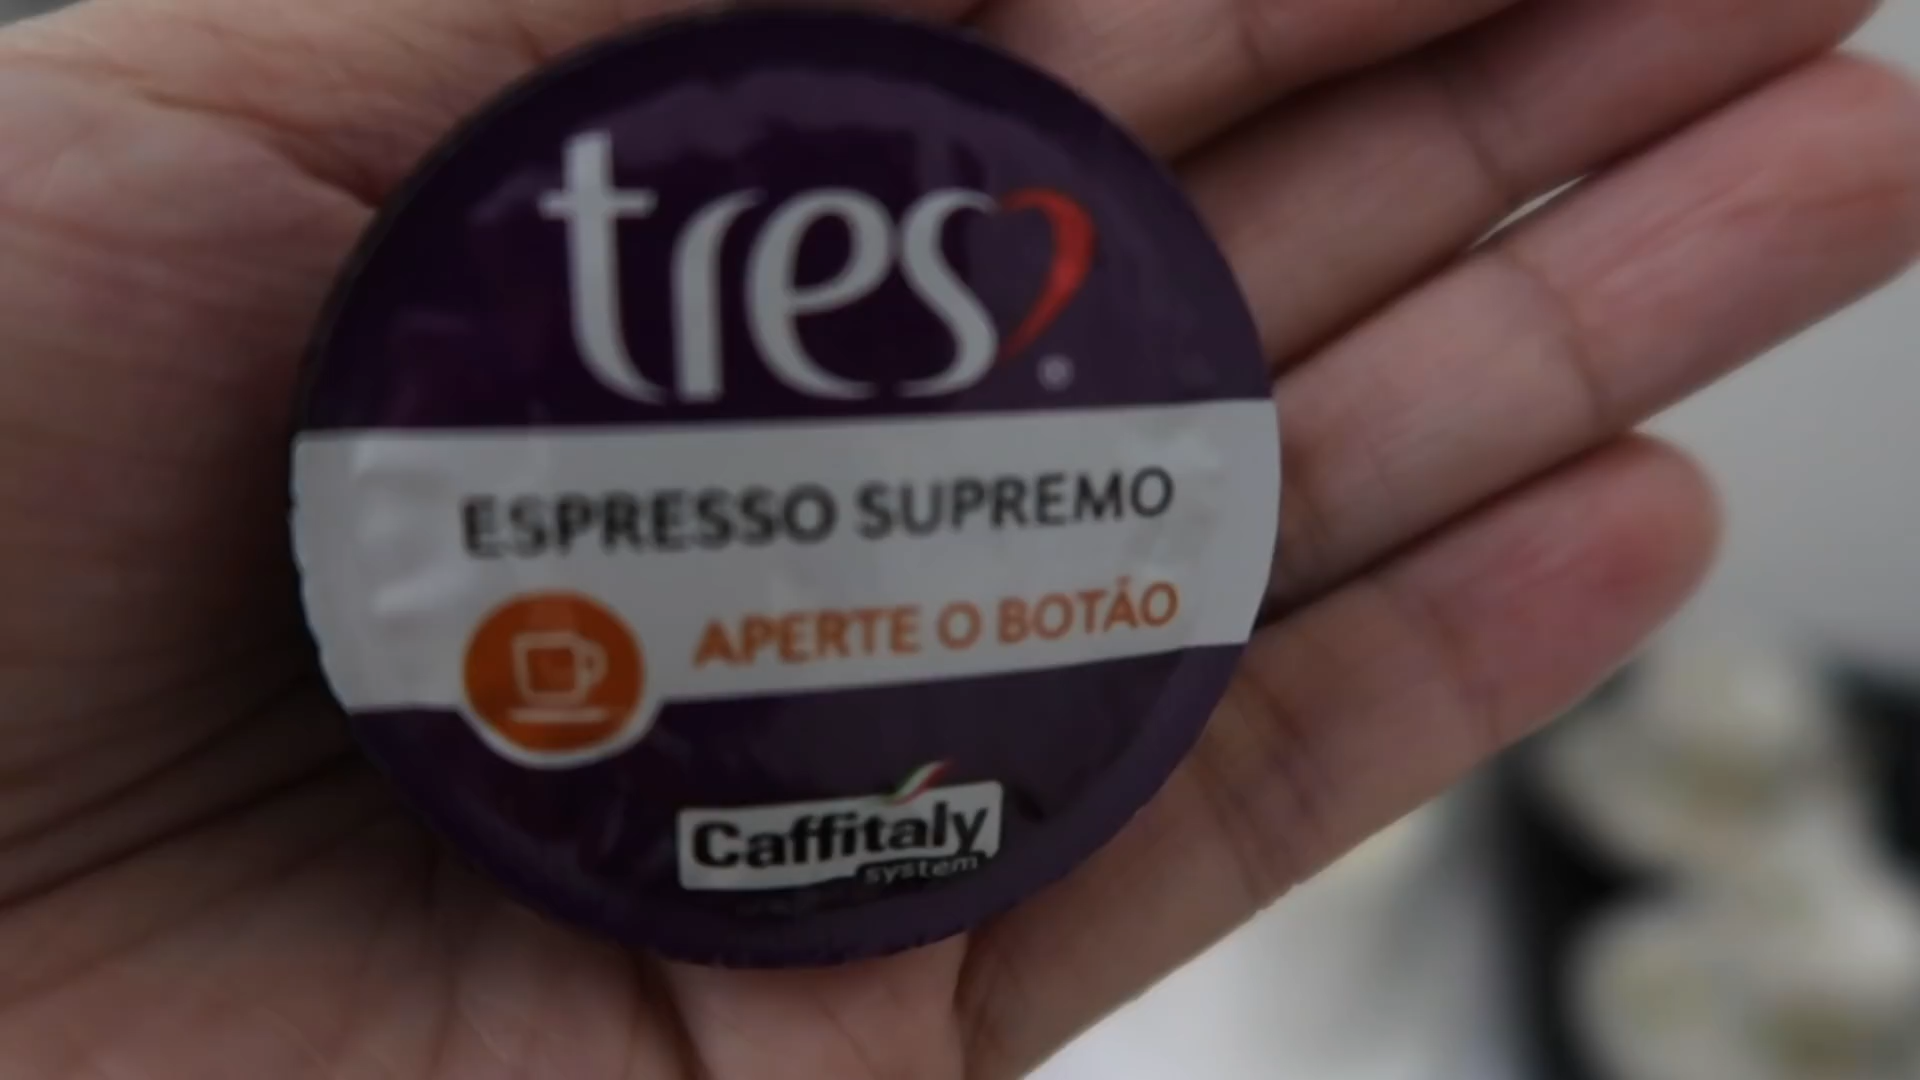 tres
ESPRESSO SUPREMO
APERTE O BOTÃO
Caffitaly
system